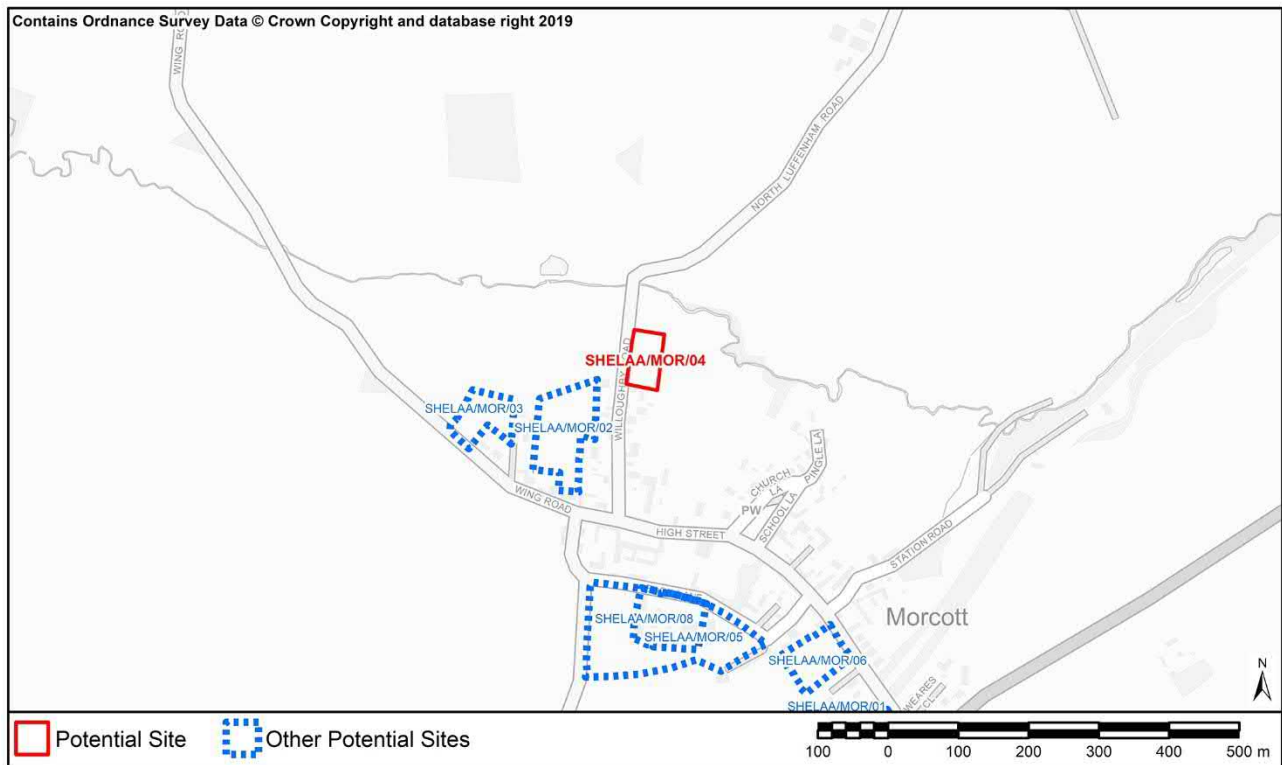 Contains Ordnance Survey Data © Crown Copyright and database right 2019
WING RO
NORTH LUFFENHAM ROAD
SHELAA/MOR/04
WILLOUGHBY ROAD
SHELAA/MOR/03
SHELAA/MOR/02
WING ROAD
HIGH STREET
CHURCH LA
PINGLE LA
PW
SCHOOL LA
STATION ROAD
SHELAA/MOR/08
SHELAA/MOR/05
Morcott
SHELAA/MOR/06
SHELAA/MOR/01
WEARES CL
N
Potential Site
Other Potential Sites
100 0 100 200 300 400 500 m